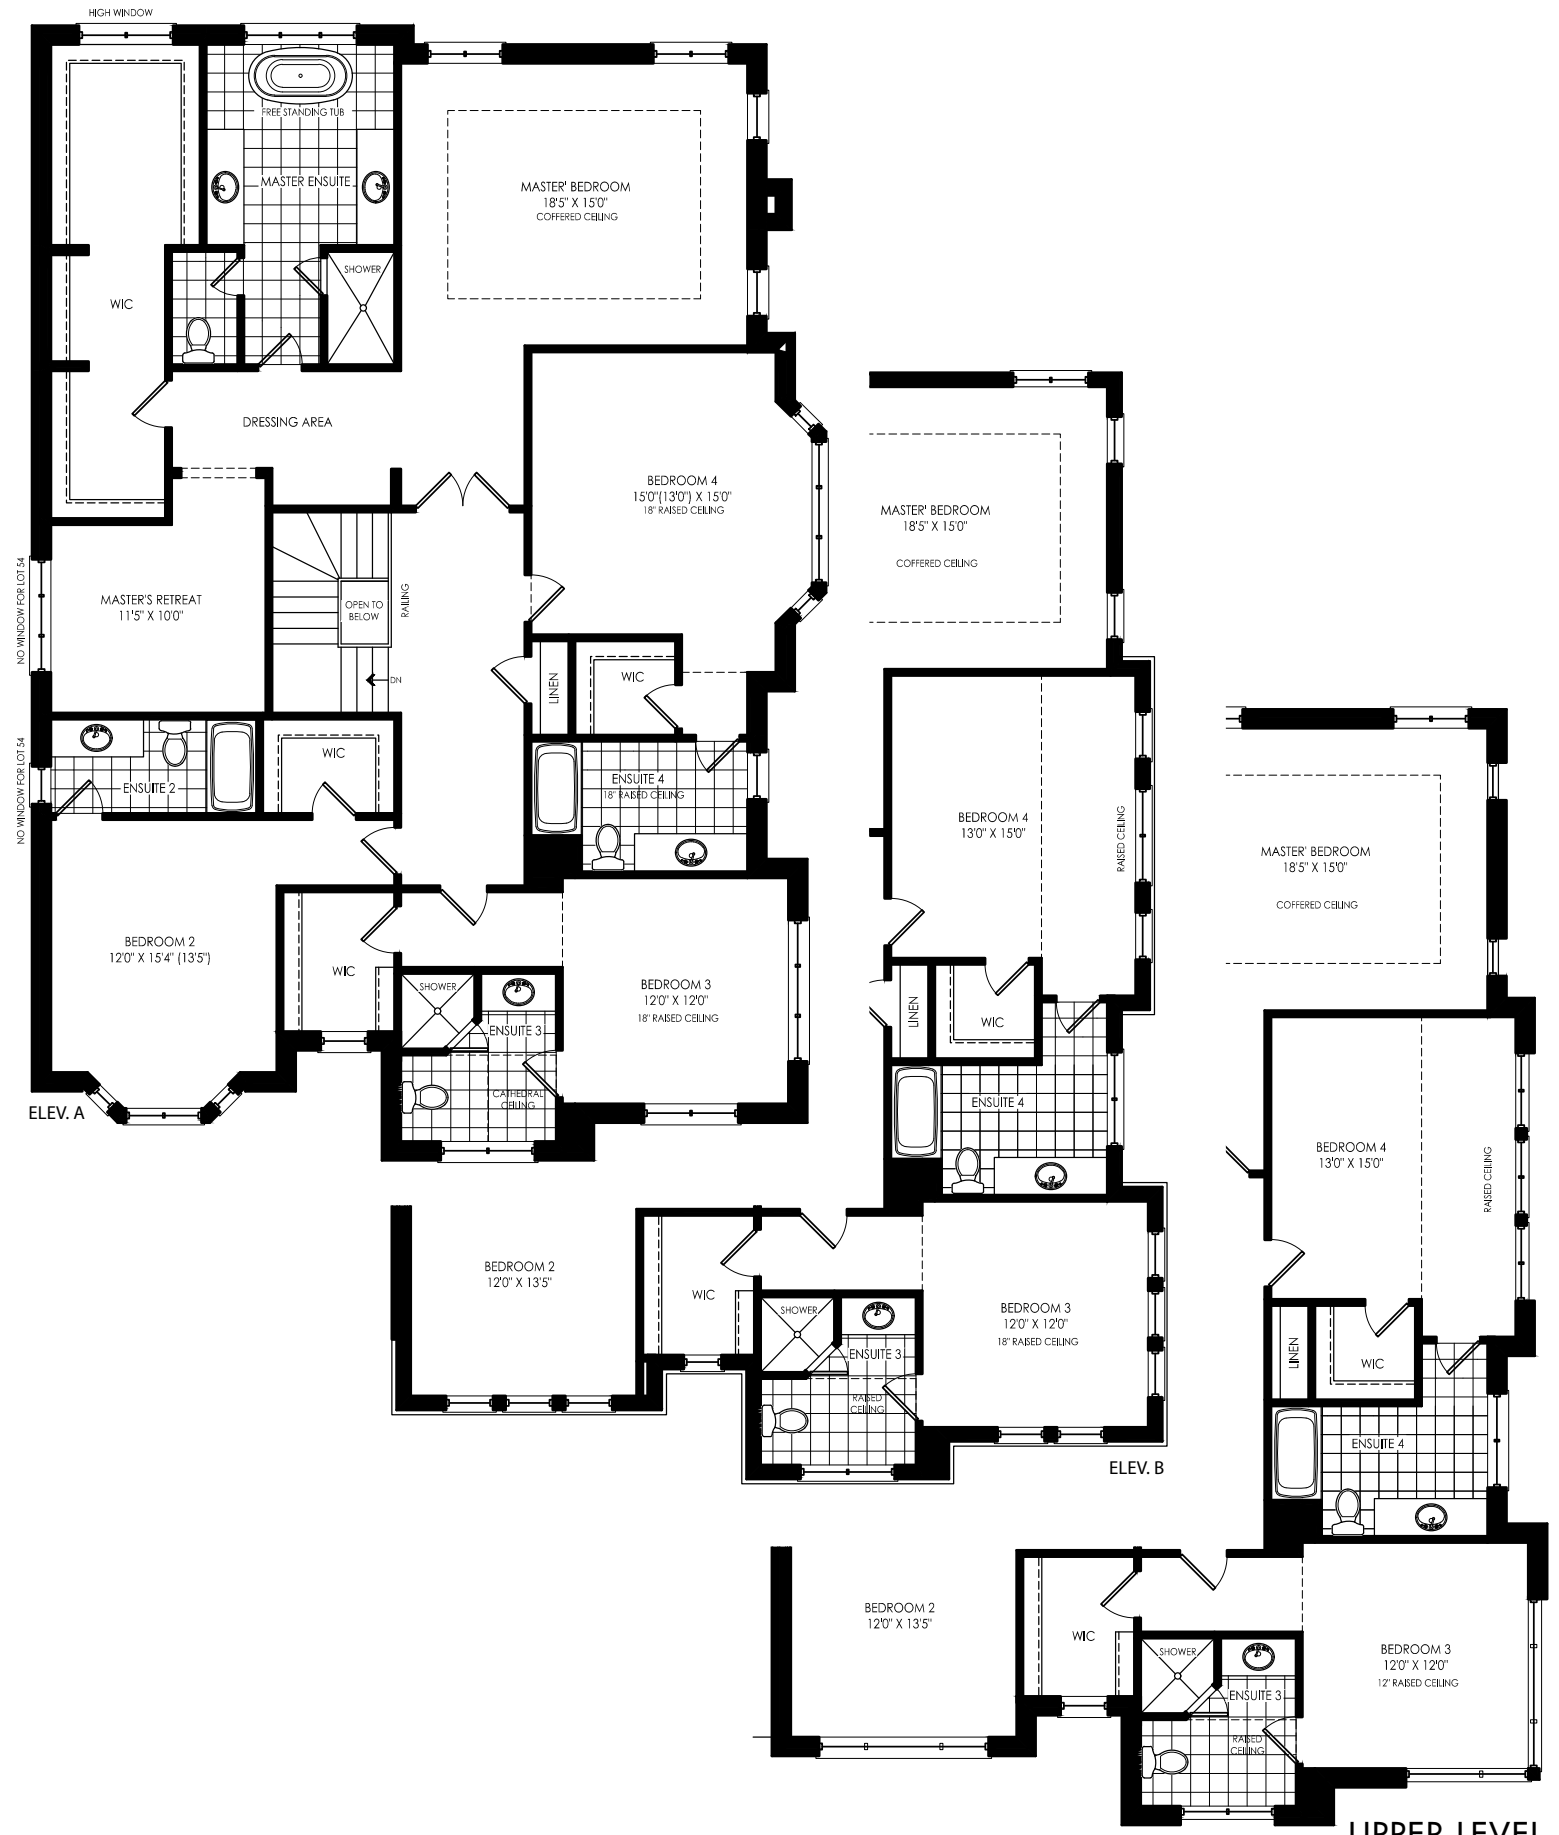 HIGH WINDOW
FREE STANDING TUB
MASTER ENSUITE
MASTER' BEDROOM
18'5" X 15'0"
COFFERED CEILING
SHOWER
WIC
DRESSING AREA
BEDROOM 4
15'0"(13'0") X 15'0"
18" RAISED CEILING
NO WINDOW FOR LOT 54
MASTER'S RETREAT
11'5" X 10'0"
OPEN TO
BELOW
RAILING
DN
LINEN
WIC
NO WINDOW FOR LOT 54
ENSUITE 2
WIC
ENSUITE 4
18" RAISED CEILING
BEDROOM 2
12'0" X 15'4" (13'5")
WIC
SHOWER
ENSUITE 3
CATHEDRAL
CEILING
BEDROOM 3
12'0" X 12'0"
18" RAISED CEILING
ELEV. A
MASTER' BEDROOM
18'5" X 15'0"
COFFERED CEILING
BEDROOM 4
13'0" X 15'0"
RAISED CEILING
LINEN
WIC
ENSUITE 4
BEDROOM 2
12'0" X 13'5"
WIC
SHOWER
ENSUITE 3
RAISED
CEILING
BEDROOM 3
12'0" X 12'0"
18" RAISED CEILING
ELEV. B
MASTER' BEDROOM
18'5" X 15'0"
COFFERED CEILING
BEDROOM 4
13'0" X 15'0"
RAISED CEILING
LINEN
WIC
ENSUITE 4
BEDROOM 2
12'0" X 13'5"
WIC
SHOWER
ENSUITE 3
RAISED
CEILING
BEDROOM 3
12'0" X 12'0"
12" RAISED CEILING
UPPER LEVEL